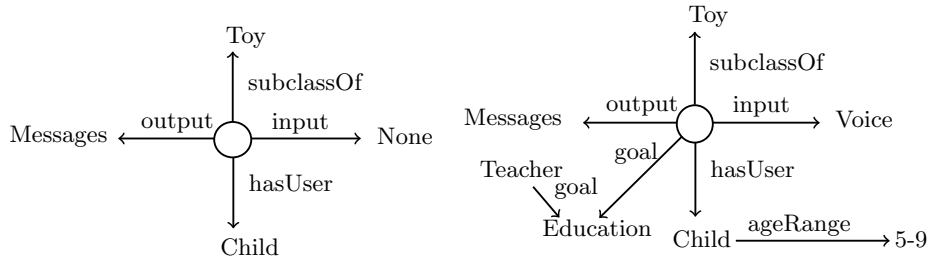 Toy
subclassOf
Messages
output
input
None
hasUser
Child
Toy
subclassOf
Messages
output
input
Voice
goal
Teacher
goal
hasUser
Education
Child
ageRange
5-9